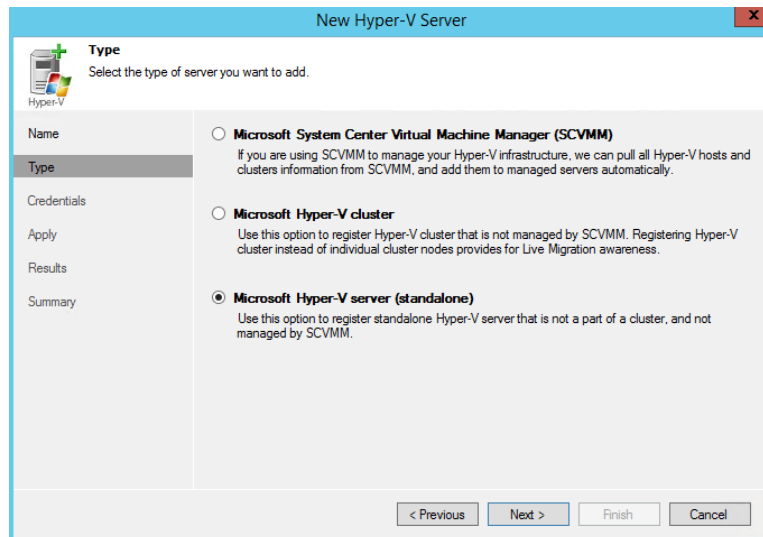 New Hyper-V Server
x
Type
Select the type of server you want to add.
Hyper-V
Name
Type
Credentials
Apply
Results
Summary
Microsoft System Center Virtual Machine Manager (SCVMM)
If you are using SCVMM to manage your Hyper-V infrastructure, we can pull all Hyper-V hosts and
clusters information from SCVMM, and add them to managed servers automatically.
Microsoft Hyper-V cluster
Use this option to register Hyper-V cluster that is not managed by SCVMM. Registering Hyper-V
cluster instead of individual cluster nodes provides for Live Migration awareness.
Microsoft Hyper-V server (standalone)
Use this option to register standalone Hyper-V server that is not a part of a cluster, and not
managed by SCVMM.
< Previous
Next >
Finish
Cancel